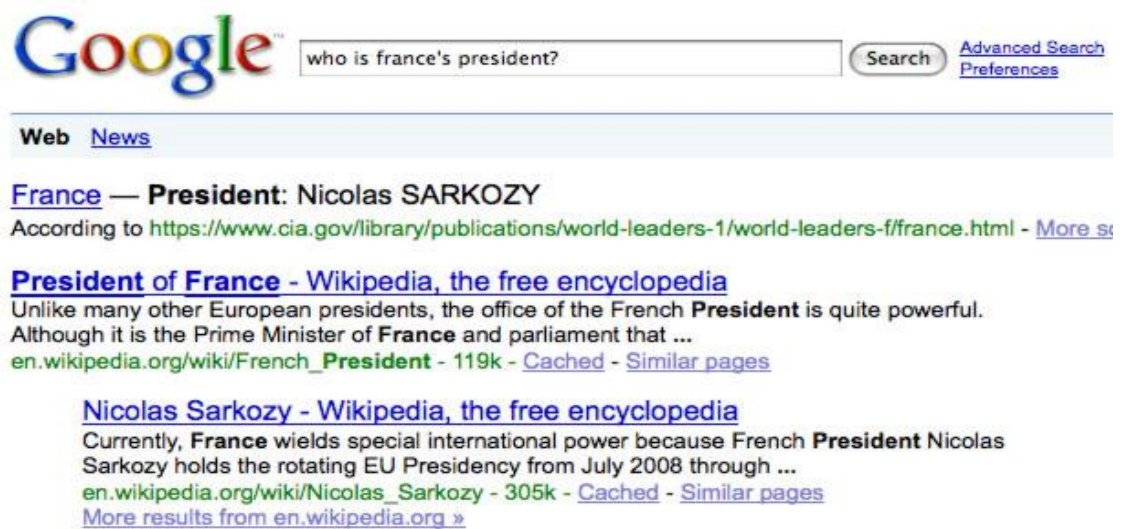 Google™ who is france's president? Search Advanced Search
Preferences
Web News
France — President: Nicolas SARKOZY
According to https://www.cia.gov/library/publications/world-leaders-1/world-leaders-f/france.html - More
President of France - Wikipedia, the free encyclopedia
Unlike many other European presidents, the office of the French President is quite powerful.
Although it is the Prime Minister of France and parliament that ...
en.wikipedia.org/wiki/French_President - 119k - Cached - Similar pages
Nicolas Sarkozy - Wikipedia, the free encyclopedia
Currently, France wields special international power because French President Nicolas
Sarkozy holds the rotating EU Presidency from July 2008 through ...
en.wikipedia.org/wiki/Nicolas_Sarkozy - 305k - Cached - Similar pages
More results from en.wikipedia.org »